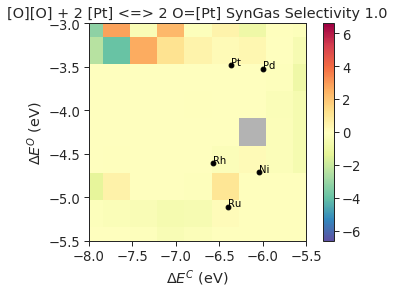 [O][O] + 2 [Pt] <=> 2 O=[Pt] SynGas Selectivity 1.0
−3.0
−3.5
−4.0
−4.5
−5.0
−5.5
ΔE^O (eV)
Pt
Pd
Rh
Ni
Ru
−8.0 −7.5 −7.0 −6.5 −6.0 −5.5
ΔE^C (eV)
6
4
2
0
−2
−4
−6